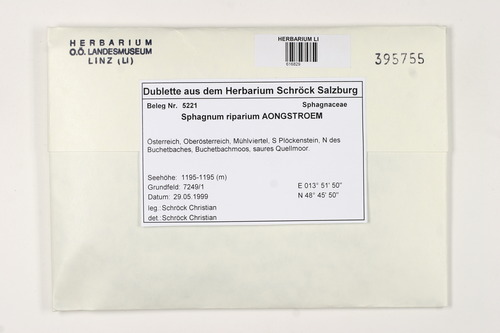 HERBARIUM
O.Ö. LANDESMUSEUM
LINZ (LI)
HERBARIUM LI
395755
Dublette aus dem Herbarium Schröck Salzburg
Beleg Nr. 5221 Sphagnaceae
Sphagnum riparium AONGSTROEM
Österreich, Oberösterreich, Mühlviertel, S Plöckenstein, N des
Buchetbaches, Buchetbachmoos, saures Quellmoor.
Seehöhe: 1195-1195 (m)
Grundfeld: 7249/1 E 013° 51' 50"
Datum: 29.05.1999 N 48° 45' 50"
leg.:Schröck Christian
det.:Schröck Christian